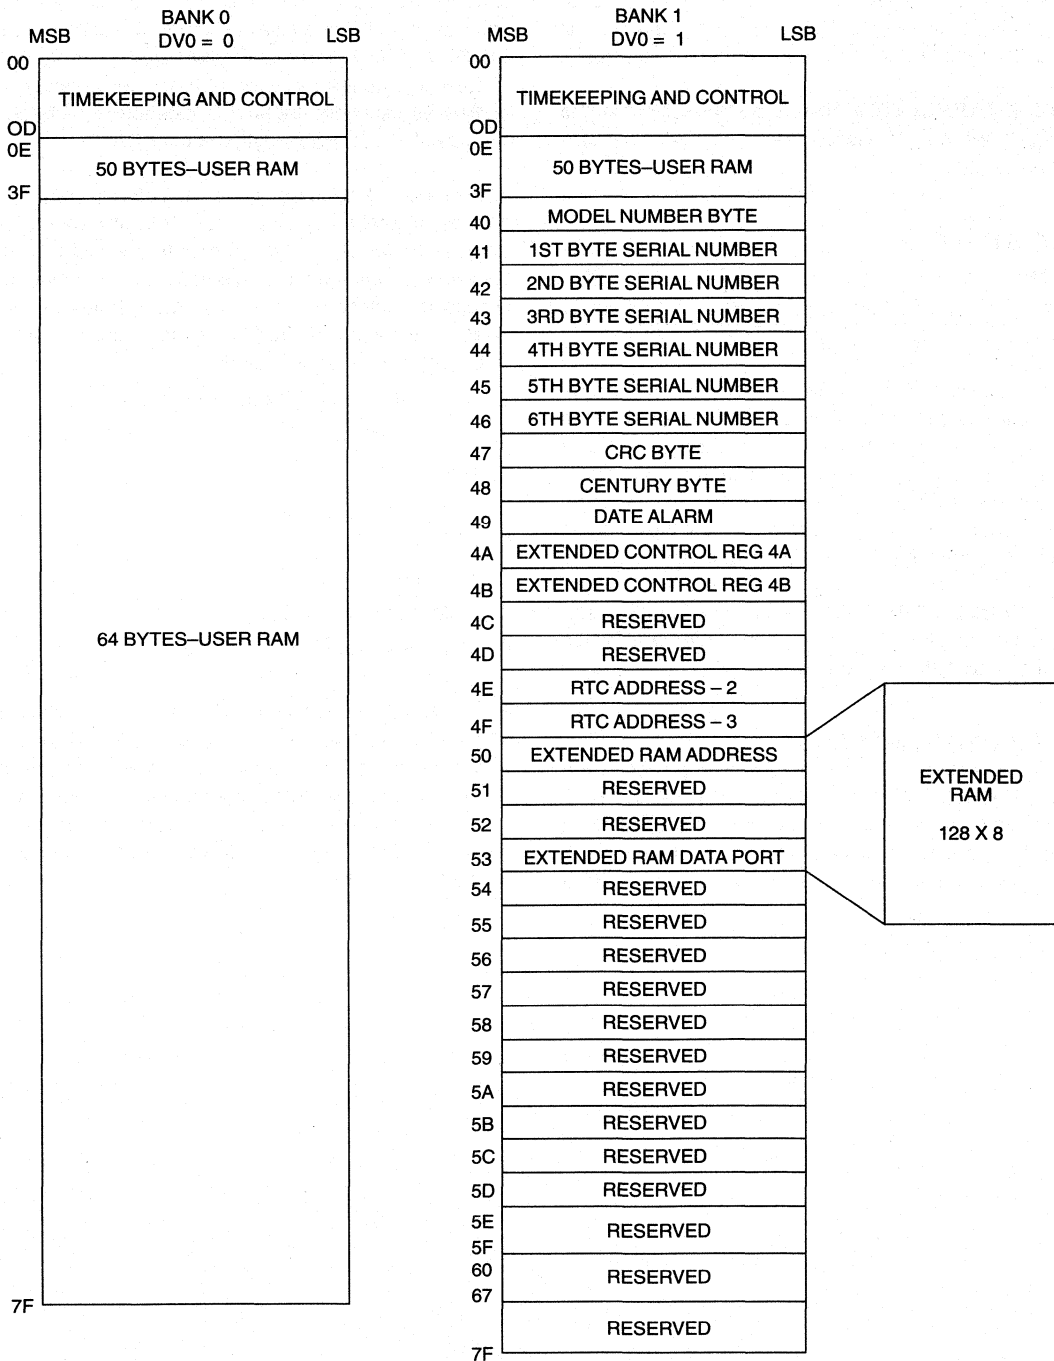 BANK 0
MSB DV0 = 0 LSB
00
TIMEKEEPING AND CONTROL
OD
0E
50 BYTES–USER RAM
3F
64 BYTES–USER RAM
7F
BANK 1
MSB DV0 = 1 LSB
00
TIMEKEEPING AND CONTROL
OD
0E
50 BYTES–USER RAM
3F
40 MODEL NUMBER BYTE
41 1ST BYTE SERIAL NUMBER
42 2ND BYTE SERIAL NUMBER
43 3RD BYTE SERIAL NUMBER
44 4TH BYTE SERIAL NUMBER
45 5TH BYTE SERIAL NUMBER
46 6TH BYTE SERIAL NUMBER
47 CRC BYTE
48 CENTURY BYTE
49 DATE ALARM
4A EXTENDED CONTROL REG 4A
4B EXTENDED CONTROL REG 4B
4C RESERVED
4D RESERVED
4E RTC ADDRESS – 2
4F RTC ADDRESS – 3
50 EXTENDED RAM ADDRESS
51 RESERVED
52 RESERVED
53 EXTENDED RAM DATA PORT
54 RESERVED
55 RESERVED
56 RESERVED
57 RESERVED
58 RESERVED
59 RESERVED
5A RESERVED
5B RESERVED
5C RESERVED
5D RESERVED
5E
RESERVED
5F
60
RESERVED
67
RESERVED
7F
EXTENDED
RAM
128 X 8